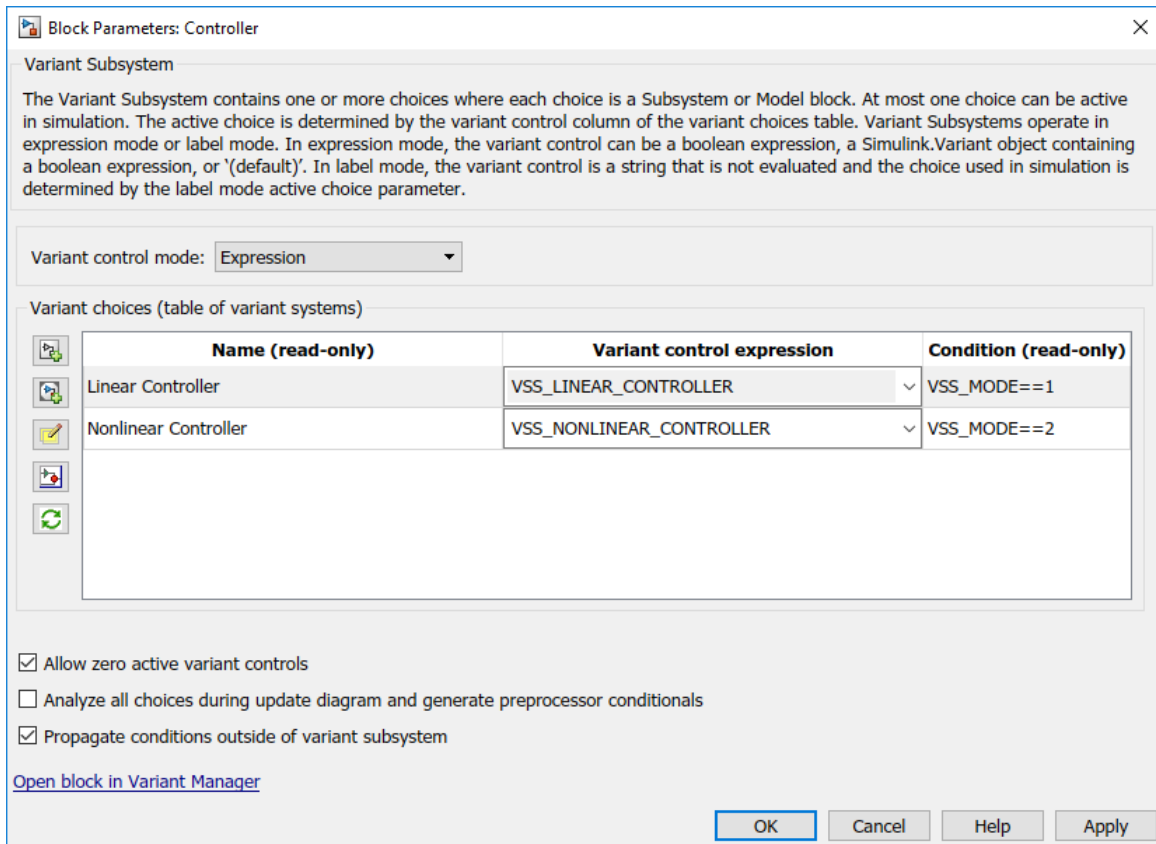 Block Parameters: Controller
Variant Subsystem
The Variant Subsystem contains one or more choices where each choice is a Subsystem or Model block. At most one choice can be active
in simulation. The active choice is determined by the variant control column of the variant choices table. Variant Subsystems operate in
expression mode or label mode. In expression mode, the variant control can be a boolean expression, a Simulink.Variant object containing
a boolean expression, or ‘(default)’. In label mode, the variant control is a string that is not evaluated and the choice used in simulation is
determined by the label mode active choice parameter.
Variant control mode: Expression
Variant choices (table of variant systems)
Name (read-only) Variant control expression Condition (read-only)
Linear Controller VSS_LINEAR_CONTROLLER VSS_MODE==1
Nonlinear Controller VSS_NONLINEAR_CONTROLLER VSS_MODE==2
Allow zero active variant controls
Analyze all choices during update diagram and generate preprocessor conditionals
Propagate conditions outside of variant subsystem
Open block in Variant Manager
OK Cancel Help Apply